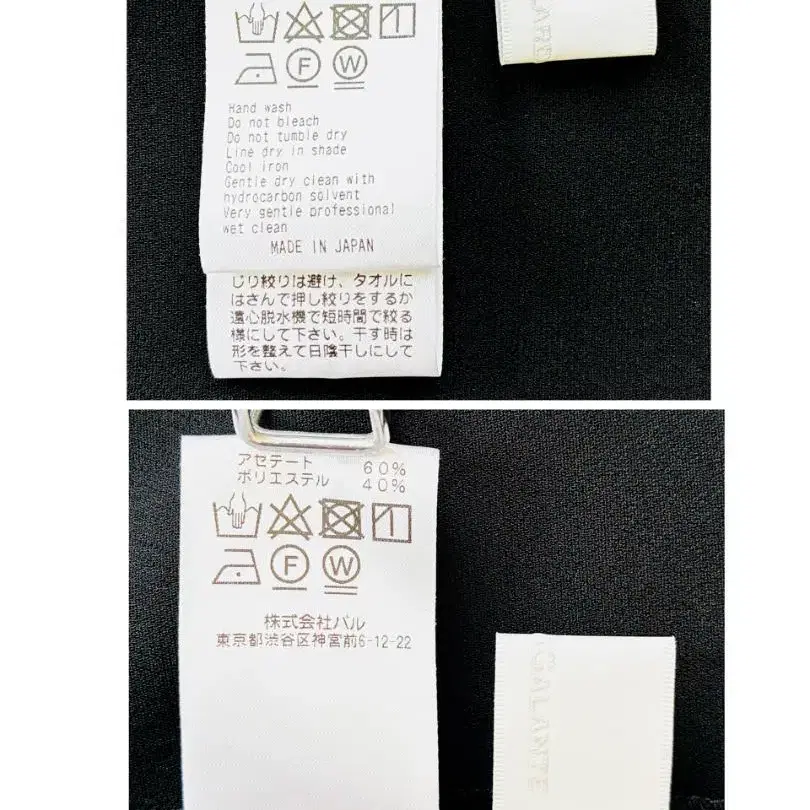 LARD
F W
Hand wash
Do not bleach
Do not tumble dry
Line dry in shade
Cool iron
Gentle dry clean with
hydrocarbon solvent
Very gentle professional
wet clean
MADE IN JAPAN
じり絞りは避け、タオルに
はさんで押し絞りをするか
遠心脱水機で短時間で絞る
様にして下さい。干す時は
形を整えて日陰干しにして
下さい。
アセテート 60%
ポリエステル 40%
F W
株式会社パル
東京都渋谷区神宮前6-12-22
GALANTE